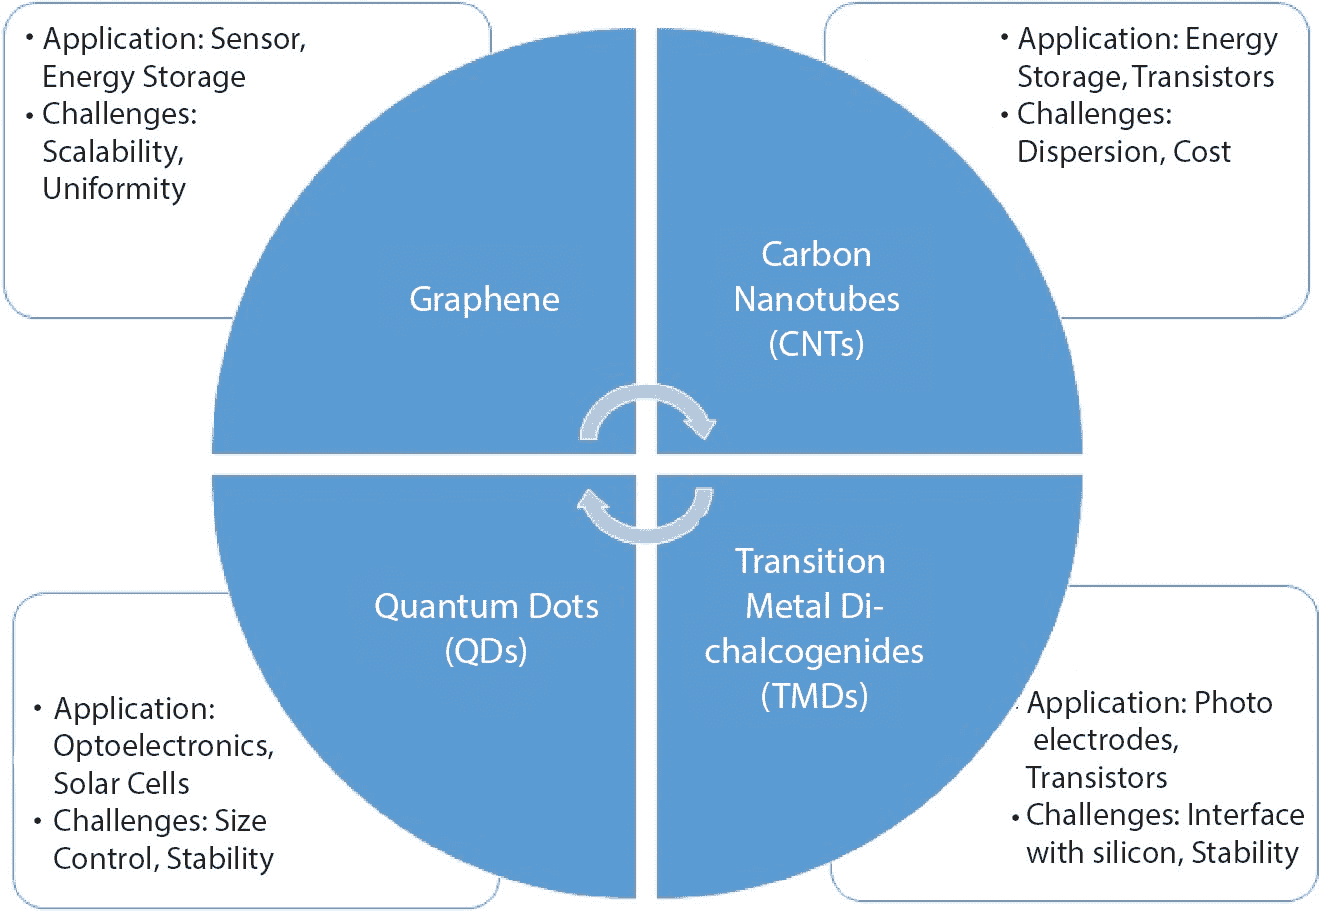 • Application: Sensor,
Energy Storage
• Challenges:
Scalability,
Uniformity
• Application: Energy
Storage, Transistors
• Challenges:
Dispersion, Cost
Graphene
Carbon
Nanotubes
(CNTs)
Quantum Dots
(QDs)
Transition
Metal Di-
chalcogenides
(TMDs)
• Application:
Optoelectronics,
Solar Cells
• Challenges: Size
Control, Stability
• Application: Photo
electrodes,
Transistors
• Challenges: Interface
with silicon, Stability